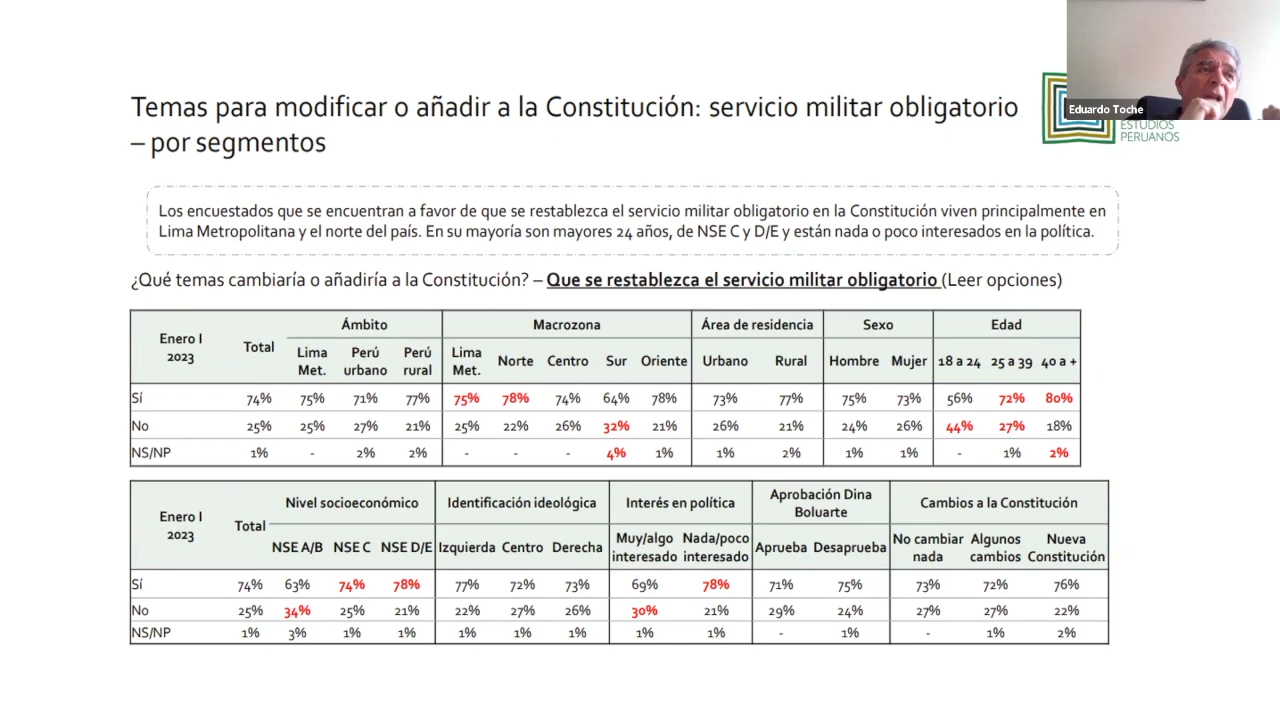 Eduardo Toche
ESTUDIOS
PERUANOS
Temas para modificar o añadir a la Constitución: servicio militar obligatorio
– por segmentos
Los encuestados que se encuentran a favor de que se restablezca el servicio militar obligatorio en la Constitución viven principalmente en
Lima Metropolitana y el norte del país. En su mayoría son mayores 24 años, de NSE C y D/E y están nada o poco interesados en la política.
¿Qué temas cambiaría o añadiría a la Constitución? – Que se restablezca el servicio militar obligatorio (Leer opciones)
Enero I 2023 Total Ámbito Macrozona Área de residencia Sexo Edad
Lima Met. Perú urbano Perú rural Lima Met. Norte Centro Sur Oriente Urbano Rural Hombre Mujer 18 a 24 25 a 39 40 a +
Sí 74% 75% 71% 77% 75% 78% 74% 64% 78% 73% 77% 75% 73% 56% 72% 80%
No 25% 25% 27% 21% 25% 22% 26% 32% 21% 26% 21% 24% 26% 44% 27% 18%
NS/NP 1% - 2% 2% - - - 4% 1% 1% 2% 1% 1% - 1% 2%
Enero I 2023 Total Nivel socioeconómico Identificación ideológica Interés en política Aprobación Dina Boluarte Cambios a la Constitución
NSE A/B NSE C NSE D/E Izquierda Centro Derecha Muy/algo interesado Nada/poco interesado Aprueba Desaprueba No cambiar nada Algunos cambios Nueva Constitución
Sí 74% 63% 74% 78% 77% 72% 73% 69% 78% 71% 75% 73% 72% 76%
No 25% 34% 25% 21% 22% 27% 26% 30% 21% 29% 24% 27% 27% 22%
NS/NP 1% 3% 1% 1% 1% 1% 1% 1% 1% - 1% - 1% 2%